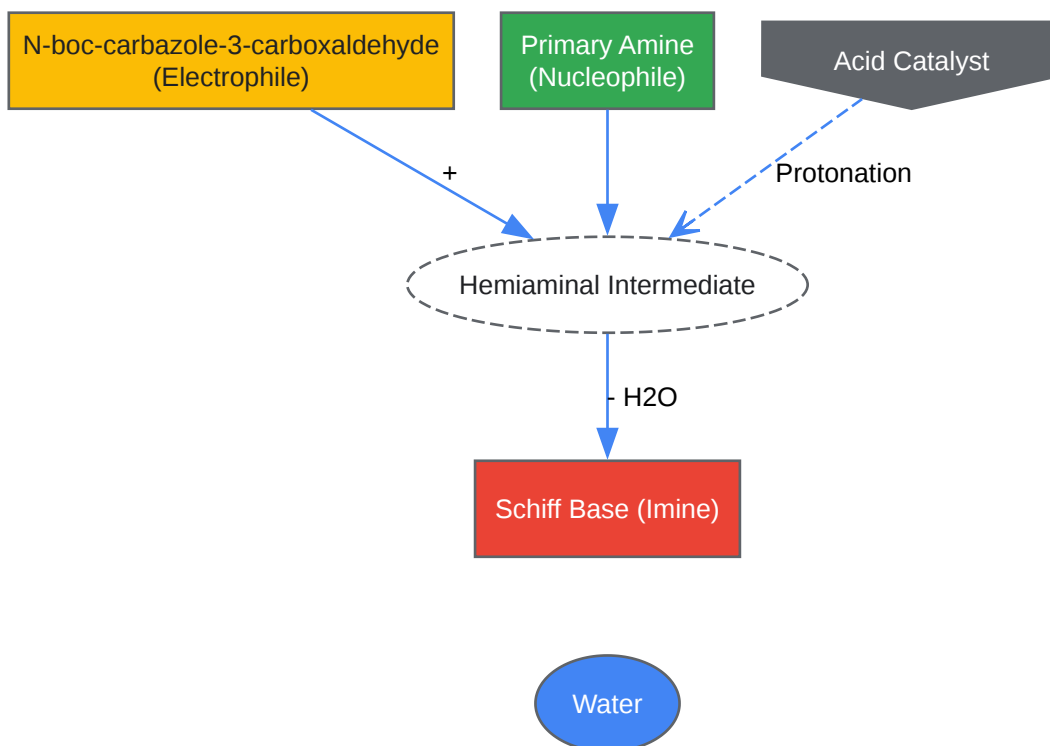 N-boc-carbazole-3-carboxaldehyde
(Electrophile)
Primary Amine
(Nucleophile)
Acid Catalyst
+
Protonation
Hemiaminal Intermediate
- H2O
Schiff Base (Imine)
Water